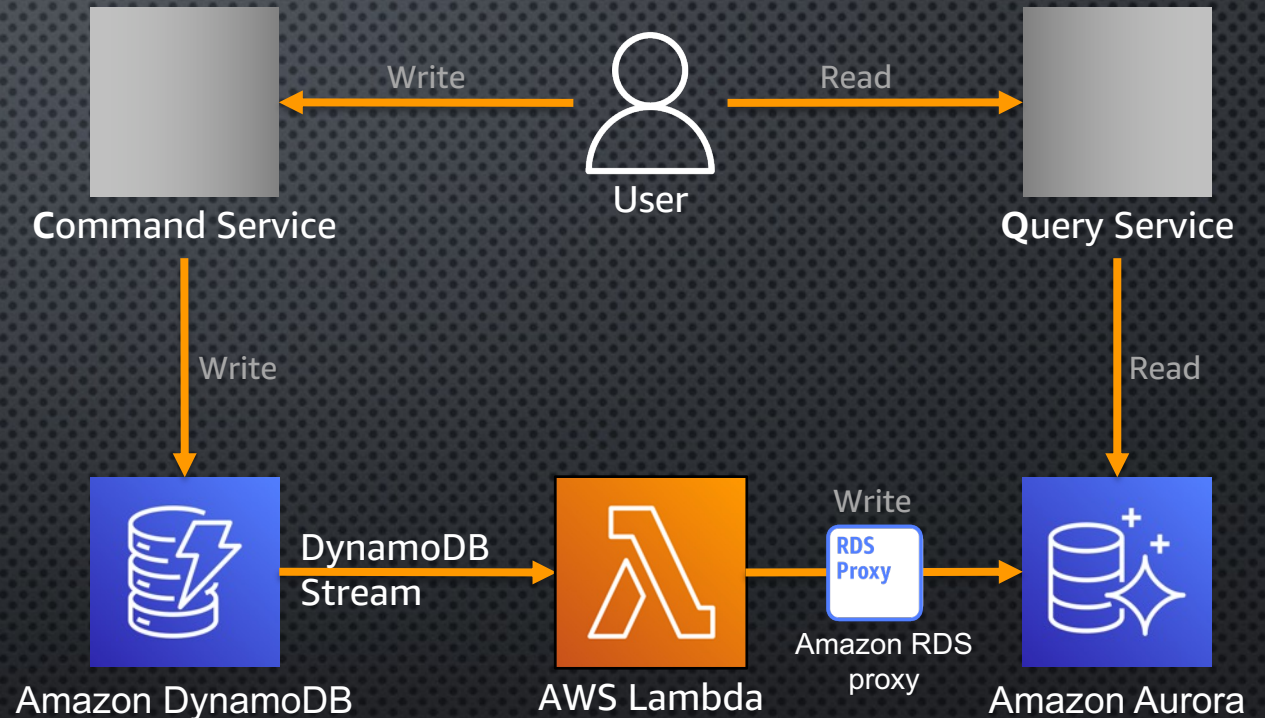 Write
Read
User
Command Service
Query Service
Write
Read
DynamoDB
Stream
Write
RDS
Proxy
Amazon RDS
proxy
Amazon DynamoDB
AWS Lambda
Amazon Aurora